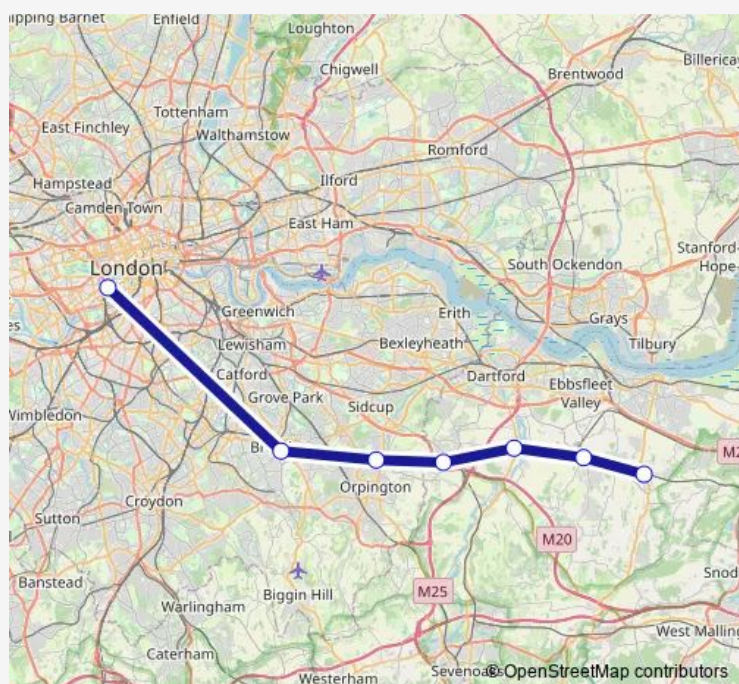 pping Barnet
Enfield
Loughton
Chigwell
Brentwood
Billericay
Tottenham
East Finchley
Walthamstow
Romford
Hampstead
Ilford
Camden Town
East Ham
Stanford-
Hope-
London
South Ockendon
Greenwich
Erith
Grays
Lewisham
Bexleyheath
Tilbury
Catford
Dartford
Ebbsfleet
Valley
Grove Park
Sidcup
Wimbledon
M2
Orpington
Croydon
Sutton
M20
Snod
Banstead
Biggin Hill
M25
Warlingham
West Malling
Caterham
Sevenoaks
Westerham
© OpenStreetMap contributors